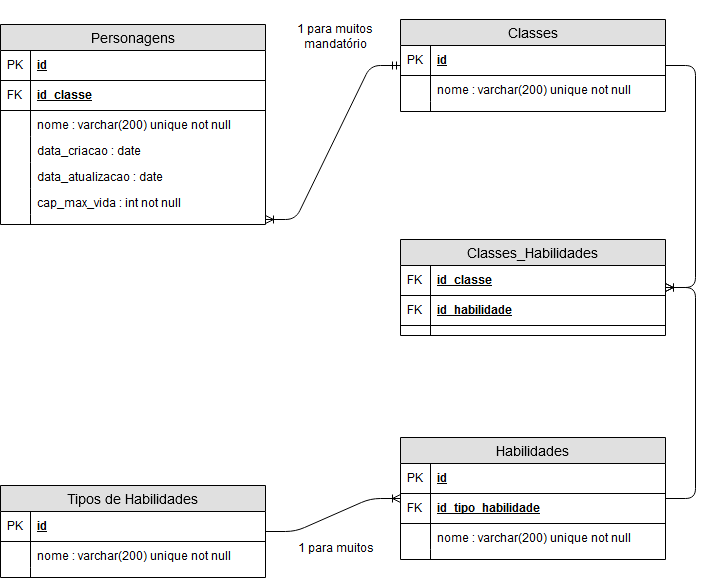 Personagens
PK id
FK id_classe
nome : varchar(200) unique not null
data_criacao : date
data_atualizacao : date
cap_max_vida : int not null
1 para muitos
mandatório
Classes
PK id
nome : varchar(200) unique not null
Classes_Habilidades
FK id_classe
FK id_habilidade
Habilidades
PK id
FK id_tipo_habilidade
nome : varchar(200) unique not null
Tipos de Habilidades
PK id
nome : varchar(200) unique not null
1 para muitos